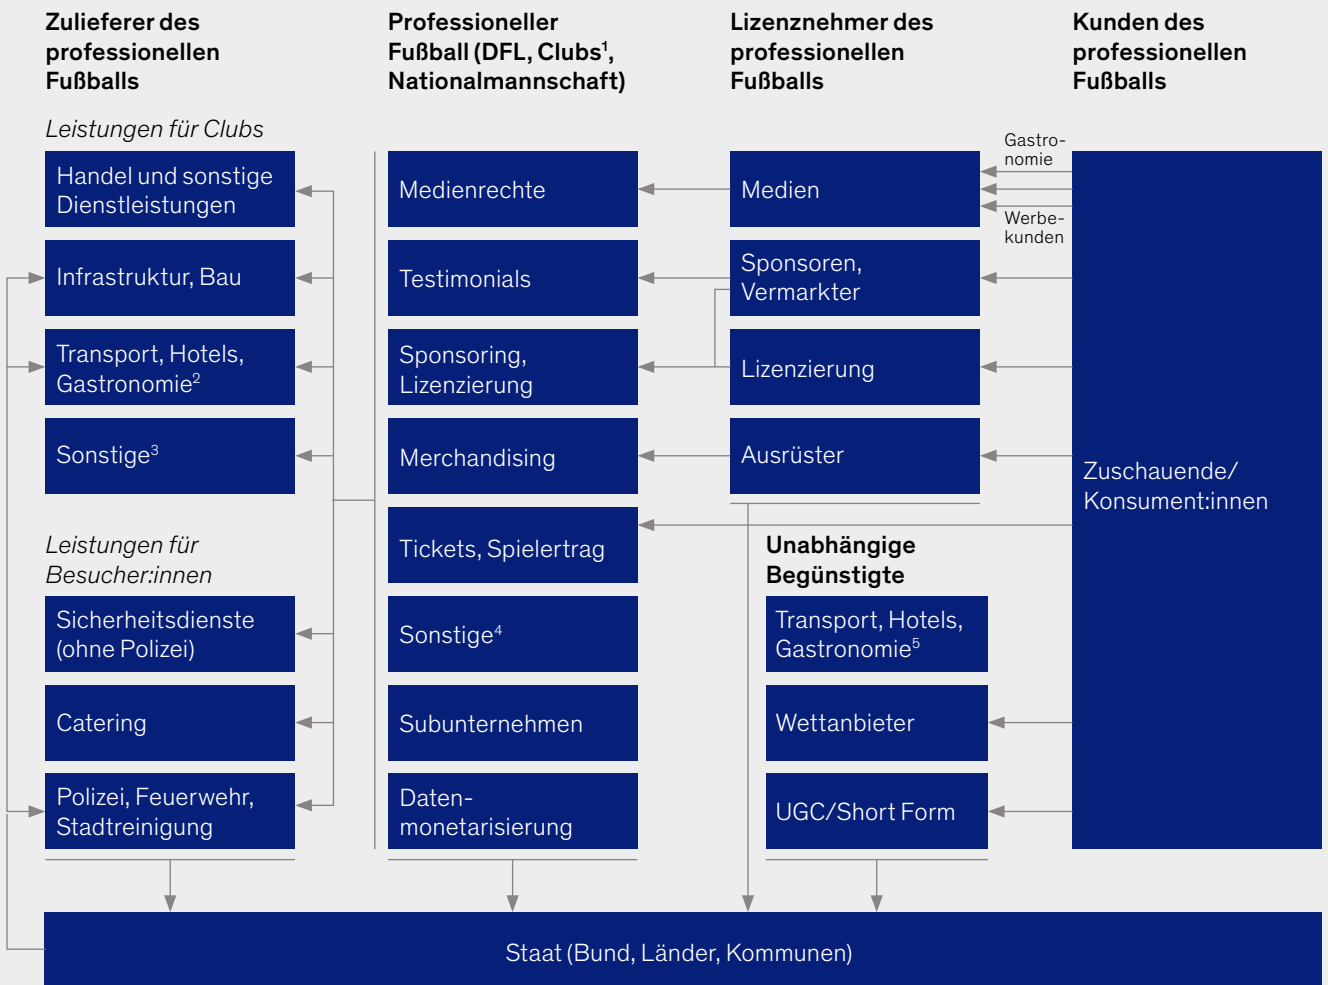 Zulieferer des
professionellen
Fußballs
Leistungen für Clubs
Handel und sonstige
Dienstleistungen
Infrastruktur, Bau
Transport, Hotels,
Gastronomie²
Sonstige³
Leistungen für
Besucher:innen
Sicherheitsdienste
(ohne Polizei)
Catering
Polizei, Feuerwehr,
Stadtreinigung
Professioneller
Fußball (DFL, Clubs¹,
Nationalmannschaft)
Medienrechte
Testimonials
Sponsoring,
Lizenzierung
Merchandising
Tickets, Spielertrag
Sonstige⁴
Subunternehmen
Daten-
monetarisierung
Lizenznehmer des
professionellen
Fußballs
Medien
Sponsoren,
Vermarkter
Lizenzierung
Ausrüster
Unabhängige
Begünstigte
Transport, Hotels,
Gastronomie⁵
Wettanbieter
UGC/Short Form
Kunden des
professionellen
Fußballs
Gastro-
nomie
Werbe-
kunden
Zuschauende/
Konsument:innen
Staat (Bund, Länder, Kommunen)